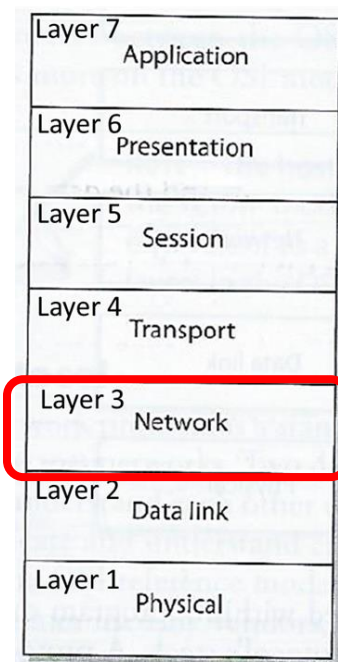 Layer 7
Application
Layer 6
Presentation
Layer 5
Session
Layer 4
Transport
Layer 3
Network
Layer 2
Data link
Layer 1
Physical